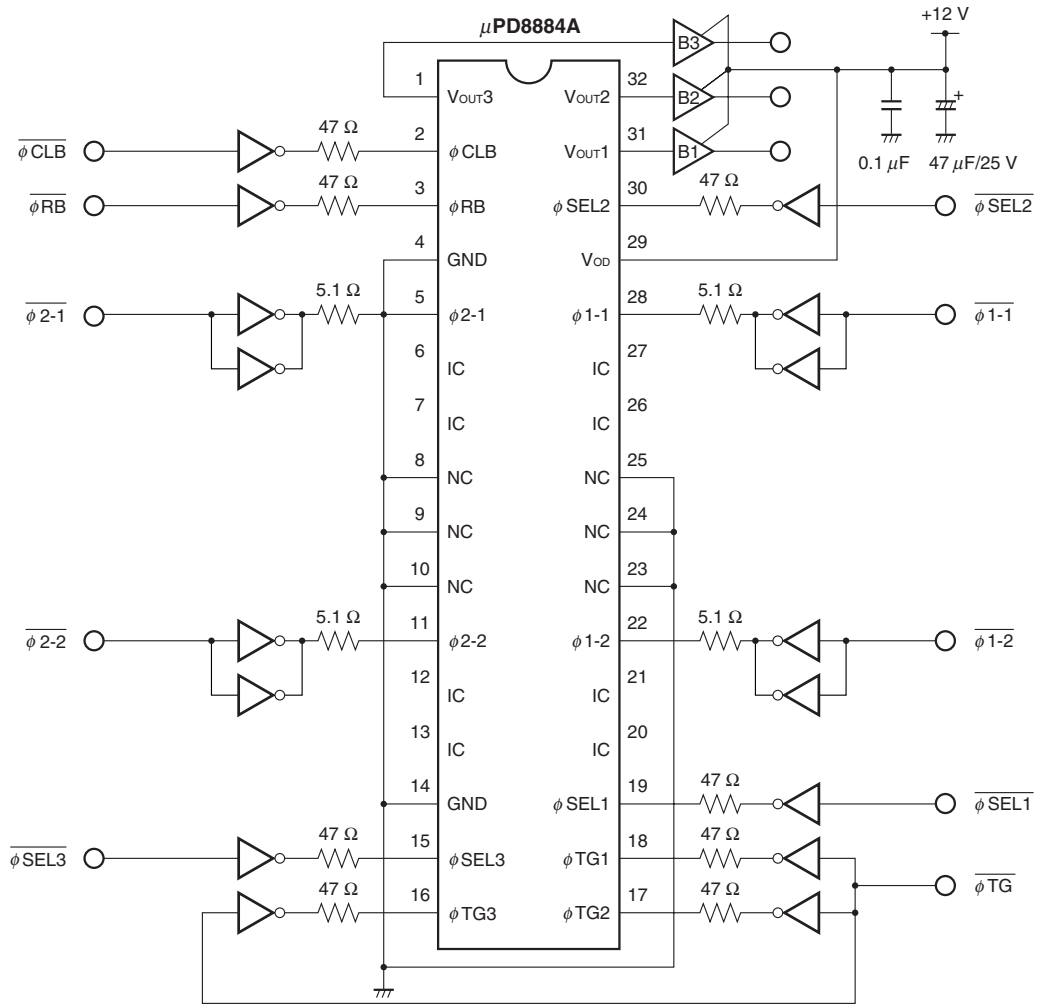 μPD8884A
+12 V
B3
B2
B1
0.1 μF
47 μF/25 V
+
1 VOUT3
VOUT2 32
φCLB 47 Ω 2 φCLB
VOUT1 31
φRB 47 Ω 3 φRB
φSEL2 30 47 Ω φSEL2
4 GND
VOD 29
φ2-1 5.1 Ω 5 φ2-1
φ1-1 28 5.1 Ω φ1-1
6 IC
IC 27
7 IC
IC 26
8 NC
NC 25
9 NC
NC 24
10 NC
NC 23
φ2-2 5.1 Ω 11 φ2-2
φ1-2 22 5.1 Ω φ1-2
12 IC
IC 21
13 IC
IC 20
14 GND
φSEL1 19 47 Ω φSEL1
φSEL3 47 Ω 15 φSEL3
φTG1 18 47 Ω
φTG
47 Ω 16 φTG3
φTG2 17 47 Ω